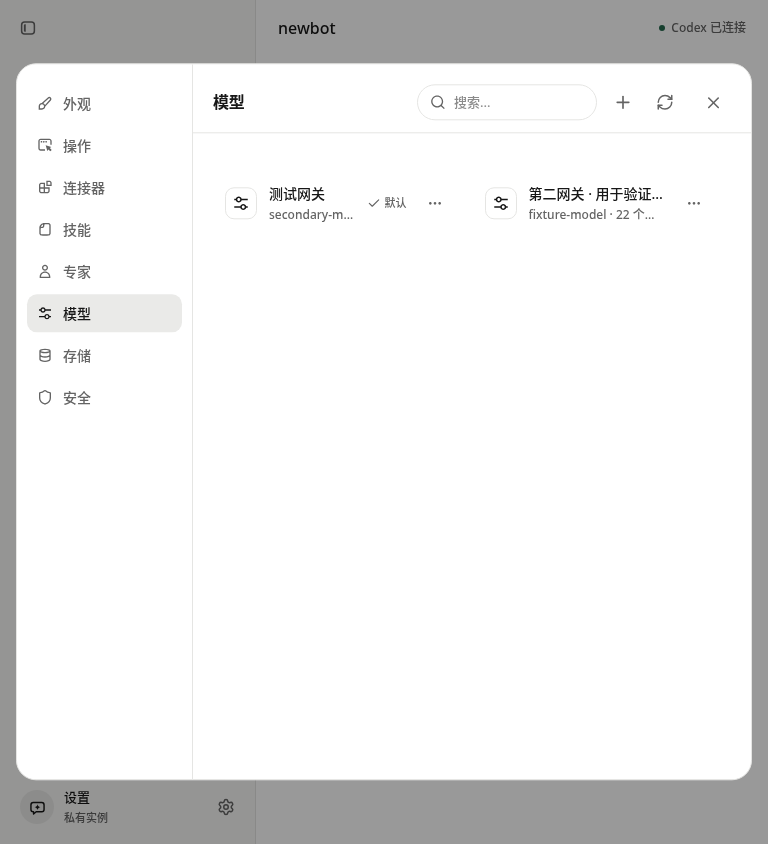 newbot
Codex 已连接
外观
操作
连接器
技能
专家
模型
存储
安全
模型
搜索...
测试网关
secondary-m...
默认
第二网关 · 用于验证...
fixture-model · 22 个...
设置
私有实例